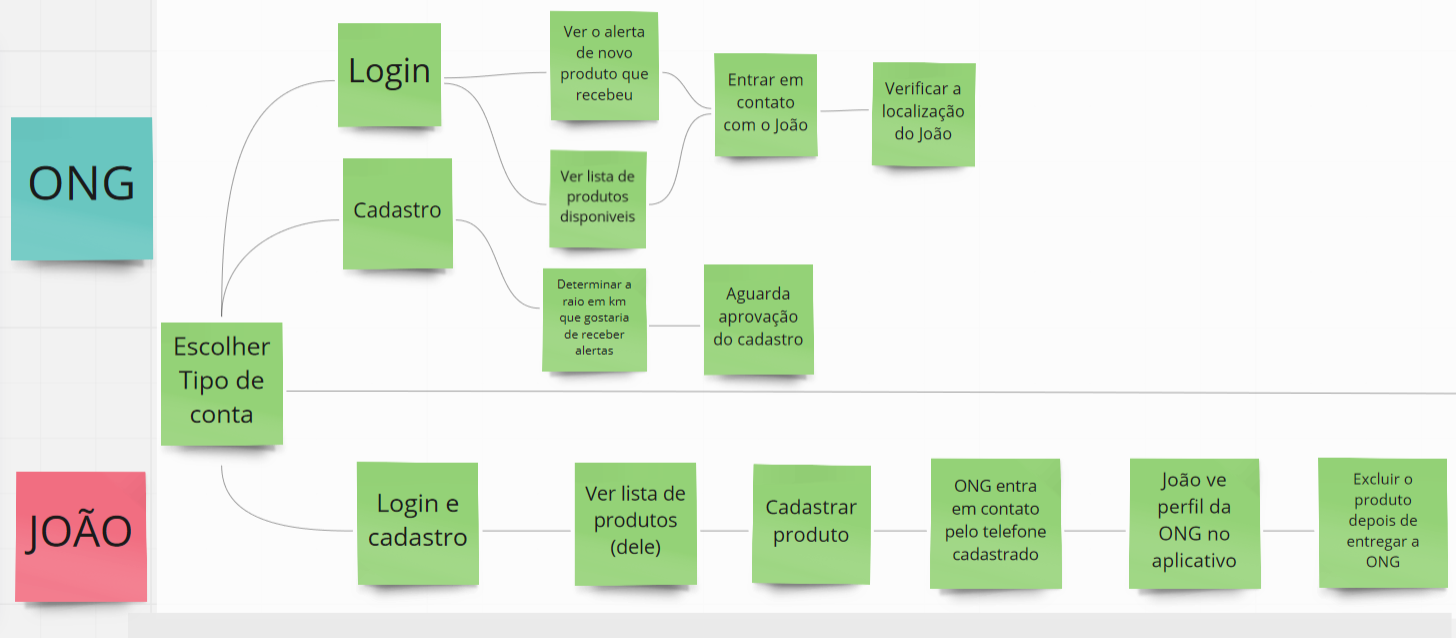 ONG
Login
Ver o alerta
de novo
produto que
recebeu
Entrar em
contato
com o João
Verificar a
localização
do João
Cadastro
Ver lista de
produtos
disponiveis
Determinar a
raio em km
que gostaria
de receber
alertas
Aguarda
aprovação
do cadastro
Escolher
Tipo de
conta
JOÃO
Login e
cadastro
Ver lista de
produtos
(dele)
Cadastrar
produto
ONG entra
em contato
pelo telefone
cadastrado
João ve
perfil da
ONG no
aplicativo
Excluir o
produto
depois de
entregar a
ONG